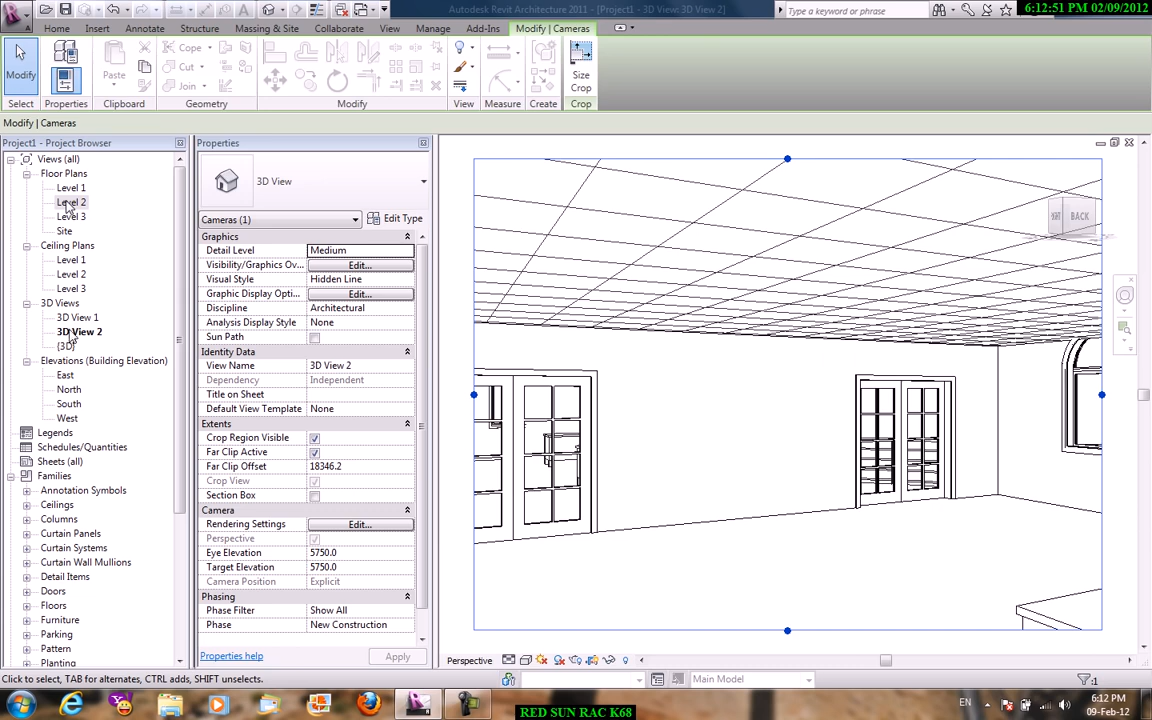 Autodesk Revit Architecture 2011 - [Project1 - 3D View: 3D View 2]
Type a keyword or phrase
6:12:51 PM 02/09/2012
Home Insert Annotate Structure Massing & Site Collaborate View Manage Add-Ins Modify | Cameras
Modify Paste Cope Cut Join Size Crop
Select Properties Clipboard Geometry Modify View Measure Create Crop
Modify | Cameras
Project1 - Project Browser
Views (all)
Floor Plans
Level 1
Level 2
Level 3
Site
Ceiling Plans
Level 1
Level 2
Level 3
3D Views
3D View 1
3D View 2
{3D}
Elevations (Building Elevation)
East
North
South
West
Legends
Schedules/Quantities
Sheets (all)
Families
Annotation Symbols
Ceilings
Columns
Curtain Panels
Curtain Systems
Curtain Wall Mullions
Detail Items
Doors
Floors
Furniture
Parking
Pattern
Planting
Properties
3D View
Cameras (1) Edit Type
Graphics
Detail Level Medium
Visibility/Graphics Ov... Edit...
Visual Style Hidden Line
Graphic Display Opti... Edit...
Discipline Architectural
Analysis Display Style None
Sun Path
Identity Data
View Name 3D View 2
Dependency Independent
Title on Sheet
Default View Template None
Extents
Crop Region Visible
Far Clip Active
Far Clip Offset 18346.2
Crop View
Section Box
Camera
Rendering Settings Edit...
Perspective
Eye Elevation 5750.0
Target Elevation 5750.0
Camera Position Explicit
Phasing
Phase Filter Show All
Phase New Construction
Properties help Apply
BACK
Perspective
Click to select, TAB for alternates, CTRL adds, SHIFT unselects.
Main Model
:1
EN
6:12 PM
09-Feb-12
RED SUN RAC K68